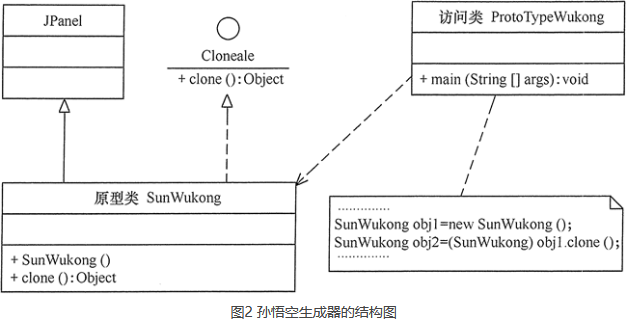 JPanel
Cloneale
+ clone ():Object
访问类 ProtoTypeWukong
+ main (String [] args):void
原型类 SunWukong
+ SunWukong ()
+ clone ():Object
..............
SunWukong obj1=new SunWukong ();
SunWukong obj2=(SunWukong) obj1.clone ();
..............
图2 孙悟空生成器的结构图